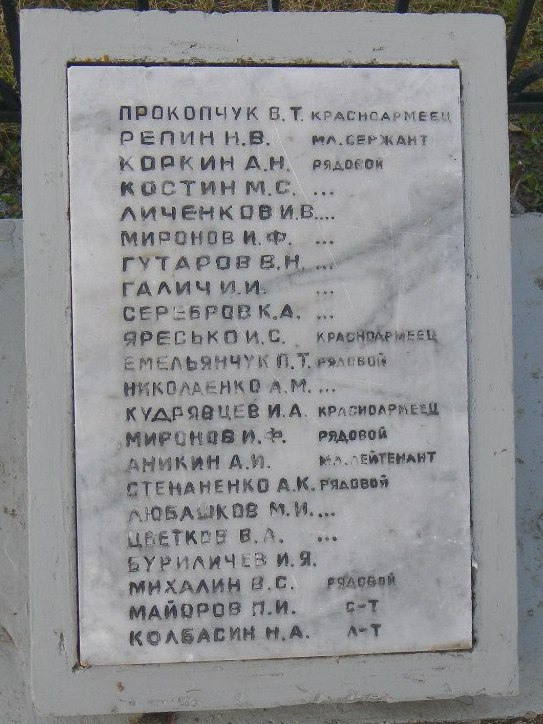 ПРОКОПЧУК В.Т. КРАСНОАРМЕЕЦ
РЕПИН Н.В. МЛ.СЕРЖАНТ
КОРКИН А.Н. РЯДОВОЙ
КОСТИН М.С. ...
ЛИЧЕНКОВ И.В. ...
МИРОНОВ И.Ф. ...
ГУТАРОВ В.Н. ...
ГАЛИЧ И.И. ...
СЕРЕБРОВ К.А. ...
ЯРЕСЬКО И.С. КРАСНОАРМЕЕЦ
ЕМЕЛЬЯНЧУК П.Т. РЯДОВОЙ
НИКОЛАЕНКО А.М. ...
КУДРЯВЦЕВ И.А. КРАСНОАРМЕЕЦ
МИРОНОВ И.Ф. РЯДОВОЙ
АНИКИН А.И. МЛ.ЛЕЙТЕНАНТ
СТЕНАНЕНКО А.К. РЯДОВОЙ
ЛЮБАШКОВ М.И. ...
ЦВЕТКОВ В.А. ...
БУРИЛИЧЕВ И.Я.
МИХАЛИН В.С. РЯДОВОЙ
МАЙОРОВ П.И. С-Т
КОЛБАСИН Н.А. Л-Т